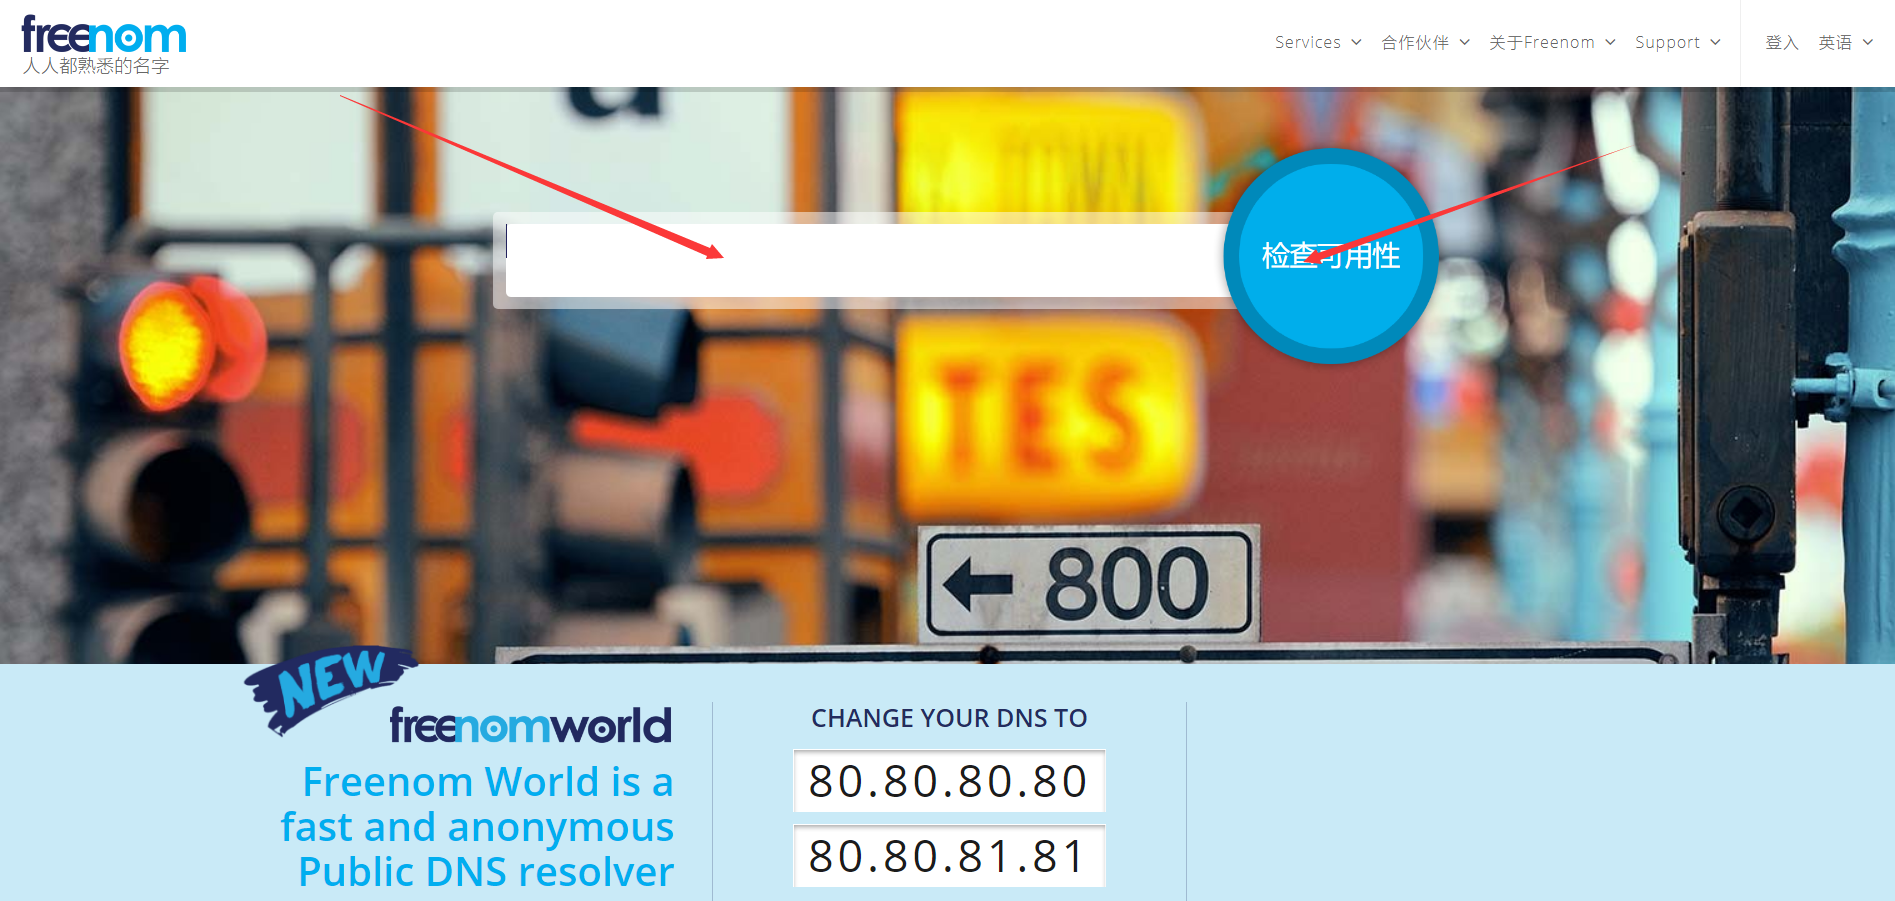 freenom
人人都熟悉的名字
Services
合作伙伴
关于Freenom
Support
登入
英语
TOWN
检查可用性
TES
800
NEW
freenomworld
Freenom World is a
fast and anonymous
Public DNS resolver
CHANGE YOUR DNS TO
80.80.80.80
80.80.81.81